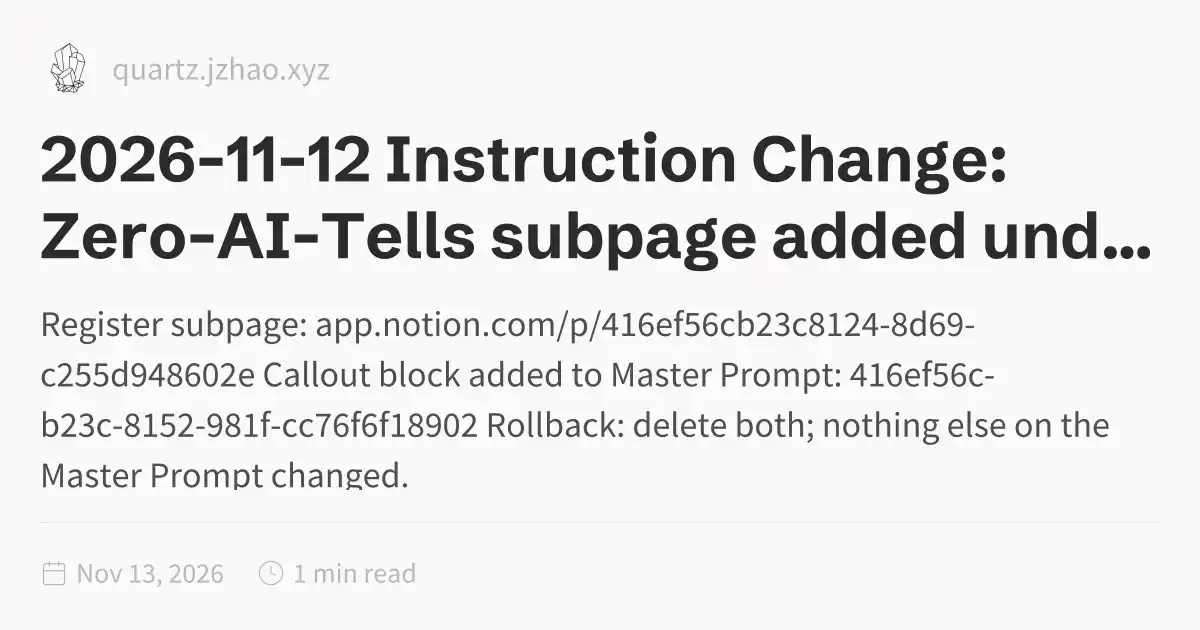 quartz.jzhao.xyz
2026-11-12 Instruction Change:
Zero-AI-Tells subpage added und...
Register subpage: app.notion.com/p/416ef56cb23c8124-8d69-
c255d948602e Callout block added to Master Prompt: 416ef56c-
b23c-8152-981f-cc76f6f18902 Rollback: delete both; nothing else on the
Master Prompt changed.
Nov 13, 2026 1 min read